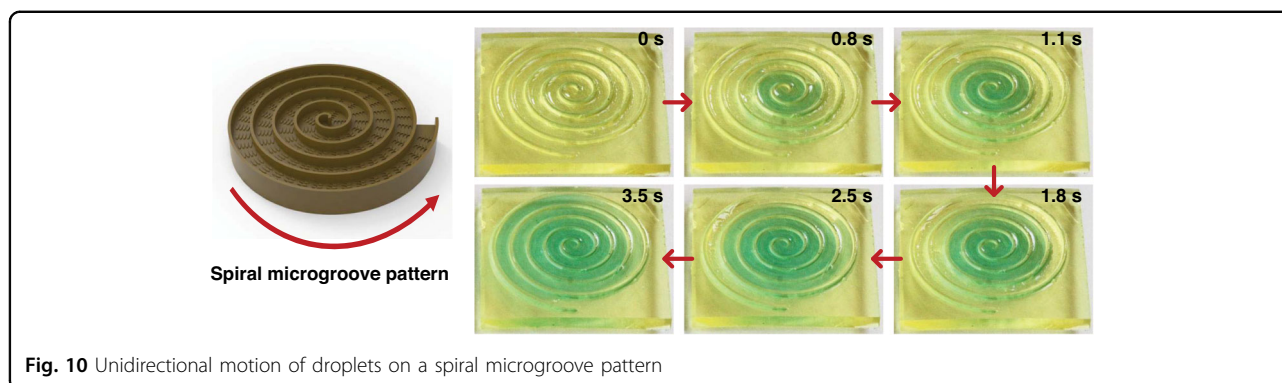 0 s
0.8 s
1.1 s
3.5 s
2.5 s
1.8 s
Spiral microgroove pattern
Fig. 10 Unidirectional motion of droplets on a spiral microgroove pattern